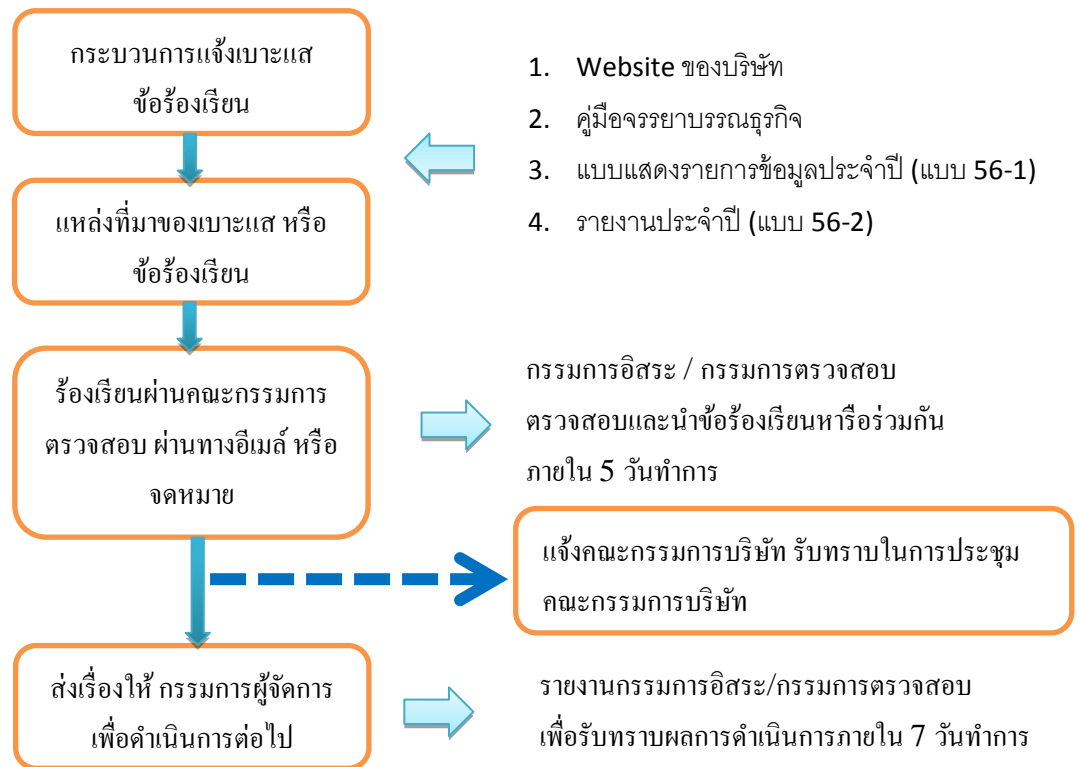 กระบวนการแจ้งเบาะแส
ข้อร้องเรียน
1. Website ของบริษัท
2. คู่มือจรรยาบรรณธุรกิจ
3. แบบแสดงรายการข้อมูลประจำปี (แบบ 56-1)
4. รายงานประจำปี (แบบ 56-2)
แหล่งที่มาของเบาะแส หรือ
ข้อร้องเรียน
ร้องเรียนผ่านคณะกรรมการ
ตรวจสอบ ผ่านทางอีเมล์ หรือ
จดหมาย
กรรมการอิสระ / กรรมการตรวจสอบ
ตรวจสอบและนำข้อร้องเรียนหารือร่วมกัน
ภายใน 5 วันทำการ
แจ้งคณะกรรมการบริษัท รับทราบในการประชุม
คณะกรรมการบริษัท
ส่งเรื่องให้ กรรมการผู้จัดการ
เพื่อดำเนินการต่อไป
รายงานกรรมการอิสระ/กรรมการตรวจสอบ
เพื่อรับทราบผลการดำเนินการภายใน 7 วันทำการ